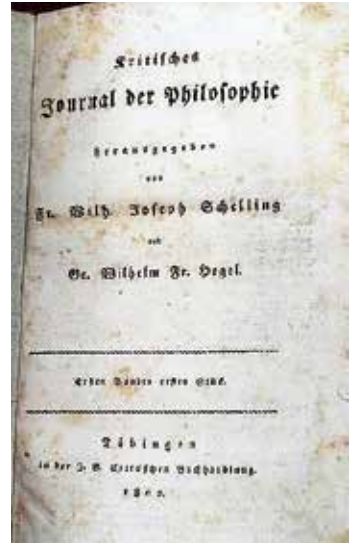 Kritisches
Journal der Philosophie
herausgegeben
von
Fr. Wilh. Joseph Schelling
und
Ge. Wilhelm Fr. Hegel.
Ersten Bandes erstes Stück.
Tübingen
in der J. G. Cotta'schen Buchhandlung.
1802.